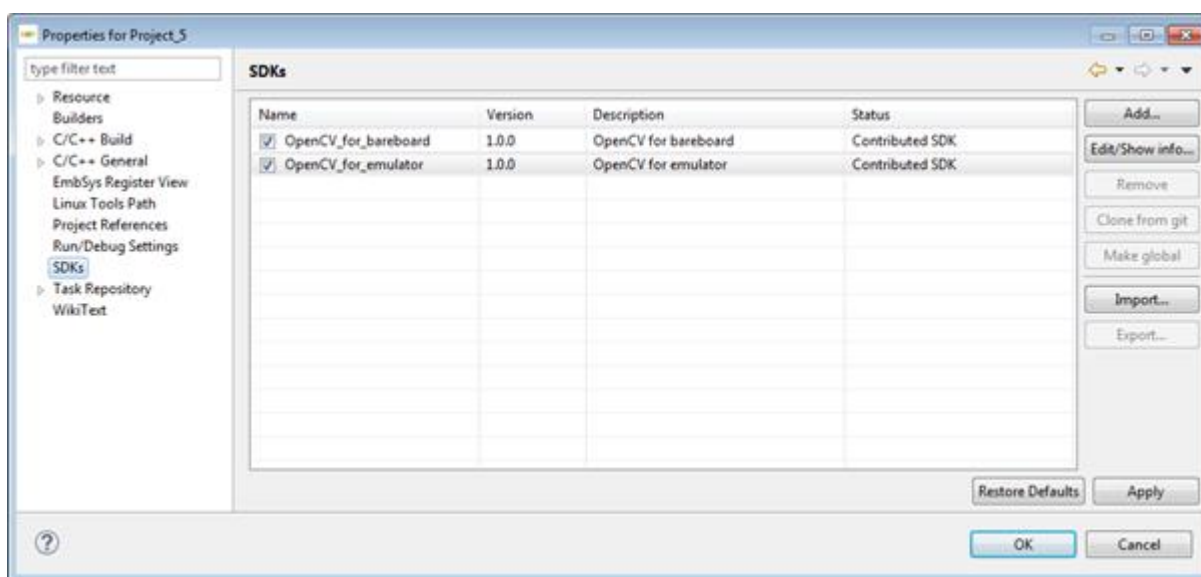 Properties for Project_5
type filter text
Resource
Builders
C/C++ Build
C/C++ General
EmbSys Register View
Linux Tools Path
Project References
Run/Debug Settings
SDKs
Task Repository
WikiText
SDKs
Name Version Description Status
OpenCV_for_bareboard 1.0.0 OpenCV for bareboard Contributed SDK
OpenCV_for_emulator 1.0.0 OpenCV for emulator Contributed SDK
Add...
Edit/Show info...
Remove
Clone from git
Make global
Import...
Export...
Restore Defaults Apply
? OK Cancel